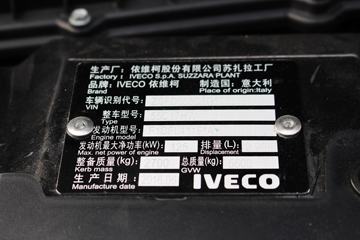 生产厂：依维柯股份有限公司苏扎拉工厂
Factory : IVECO S.p.A. SUZZARA PLANT
品牌：IVECO 依维柯 制造国：意大利
Brand Place of origin:Italy
车辆识别代号：
VIN
整车型号：
Type
发动机型号：
Engine model
发动机最大净功率(kW): 排量(L):
Max. net power of engine Displacement
整备质量(kg): 总质量(kg):
Kerb mass GVW
生产日期
Manufacture date IVECO